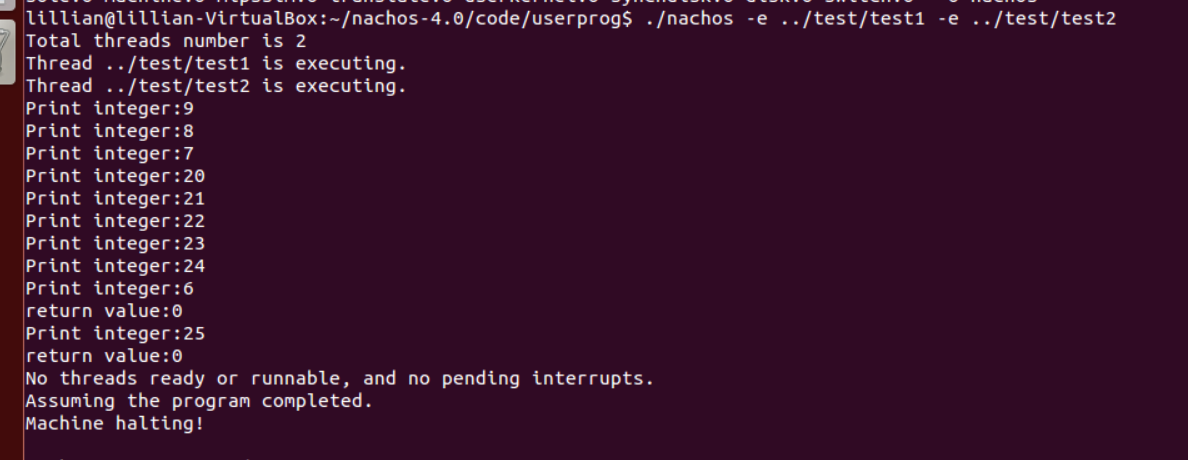 lillian@lillian-VirtualBox:~/nachos-4.0/code/userprog$ ./nachos -e ../test/test1 -e ../test/test2
Total threads number is 2
Thread ../test/test1 is executing.
Thread ../test/test2 is executing.
Print integer:9
Print integer:8
Print integer:7
Print integer:20
Print integer:21
Print integer:22
Print integer:23
Print integer:24
Print integer:6
return value:0
Print integer:25
return value:0
No threads ready or runnable, and no pending interrupts.
Assuming the program completed.
Machine halting!